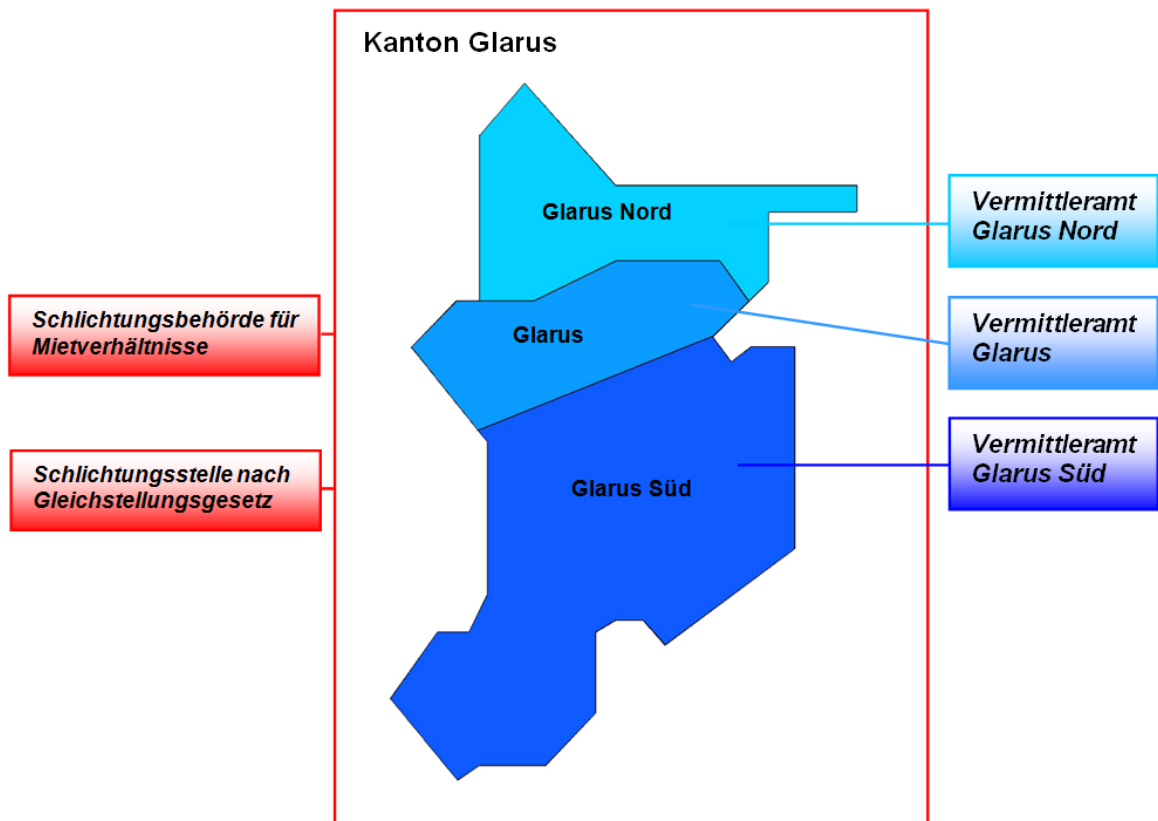 Kanton Glarus
Glarus Nord
Glarus
Glarus Süd
Schlichtungsbehörde für
Mietverhältnisse
Schlichtungsstelle nach
Gleichstellungsgesetz
Vermittleramt
Glarus Nord
Vermittleramt
Glarus
Vermittleramt
Glarus Süd